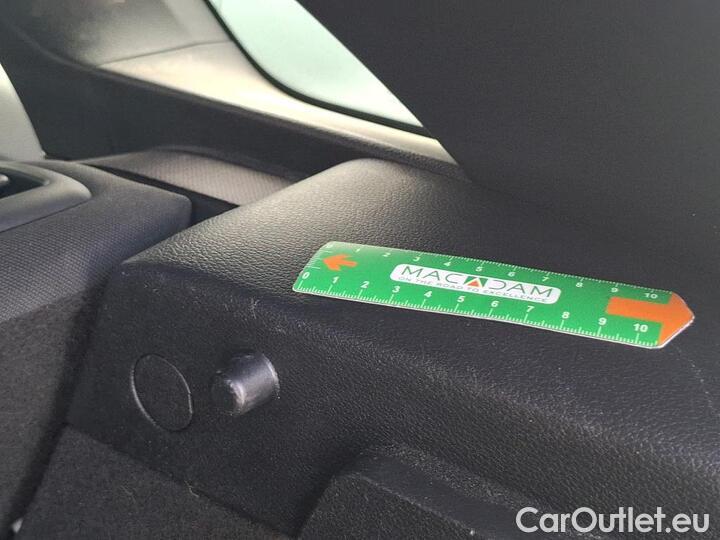 0 1 2 3 4 5 6 7 8 9 10
MACADAM
ON THE ROAD TO EXCELLENCE
0 1 2 3 4 5 6 7 8 9 10
CarOutlet.eu